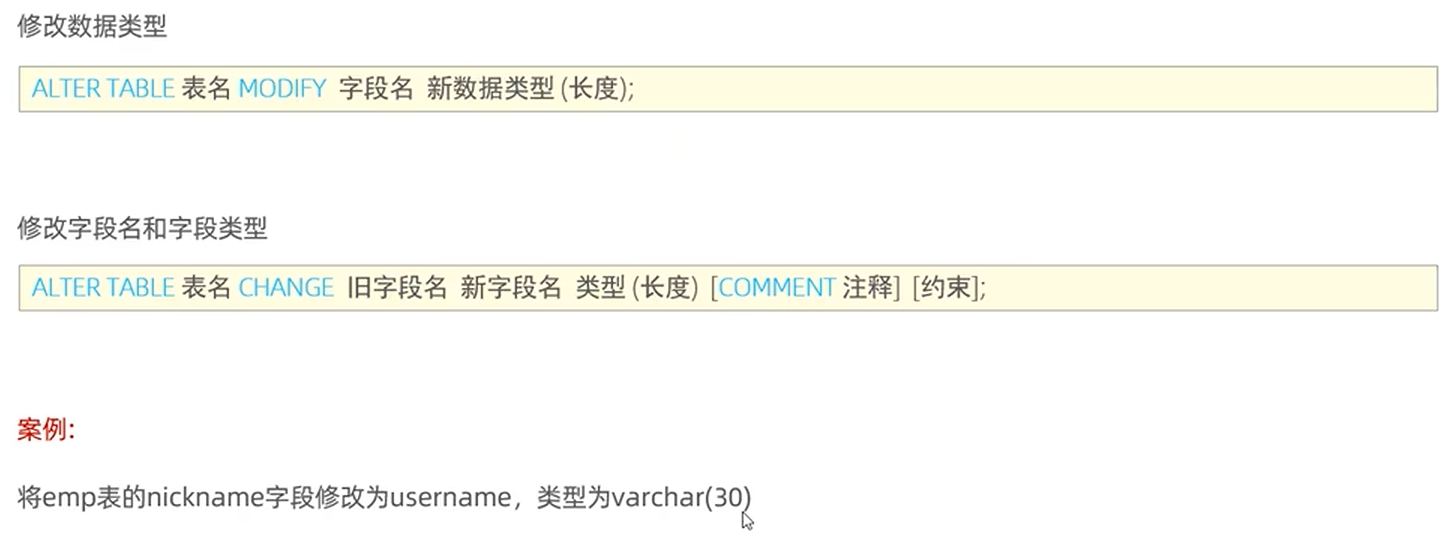 修改数据类型
ALTER TABLE 表名 MODIFY 字段名 新数据类型 (长度);
修改字段名和字段类型
ALTER TABLE 表名 CHANGE 旧字段名 新字段名 类型 (长度) [COMMENT 注释] [约束];
案例:
将emp表的nickname字段修改为username，类型为varchar(30)